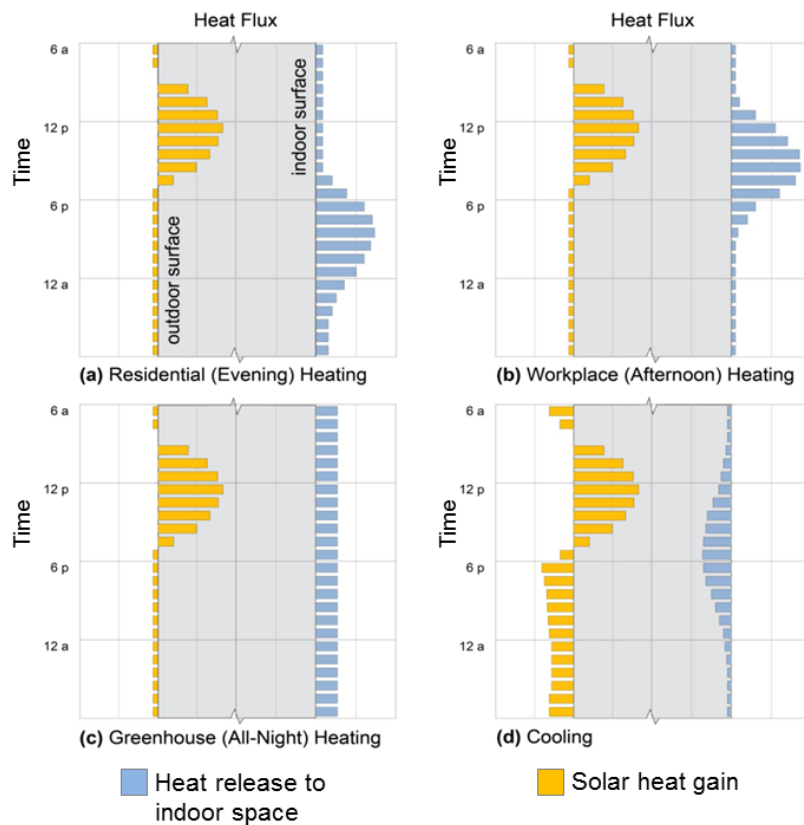 Heat Flux
6 a
12 p
6 p
12 a
Time
outdoor surface
indoor surface
(a) Residential (Evening) Heating
Heat Flux
6 a
12 p
6 p
12 a
Time
(b) Workplace (Afternoon) Heating
6 a
12 p
6 p
12 a
Time
(c) Greenhouse (All-Night) Heating
6 a
12 p
6 p
12 a
Time
(d) Cooling
Heat release to
indoor space
Solar heat gain